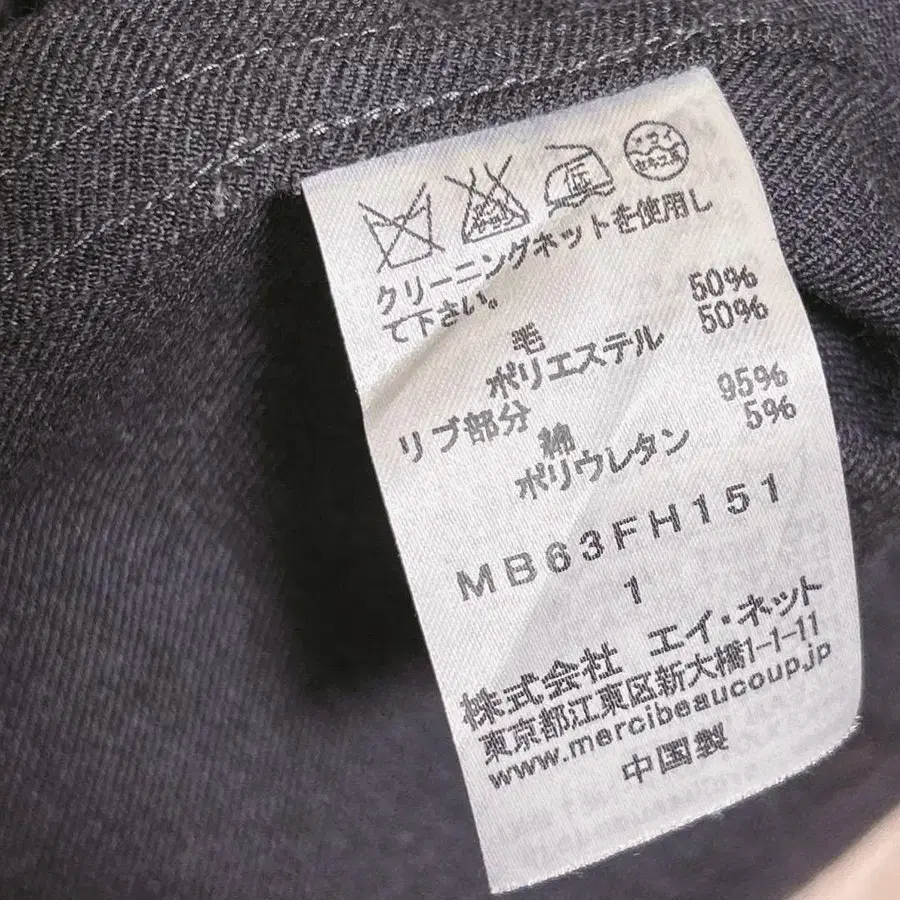 クリーニングネットを使用し
て下さい。
毛 50%
ポリエステル 50%
リブ部分
綿 95%
ポリウレタン 5%
MB63FH151
1
株式会社 エイ・ネット
東京都江東区新大橋1-1-11
www.mercibeaucoup.jp
中国製